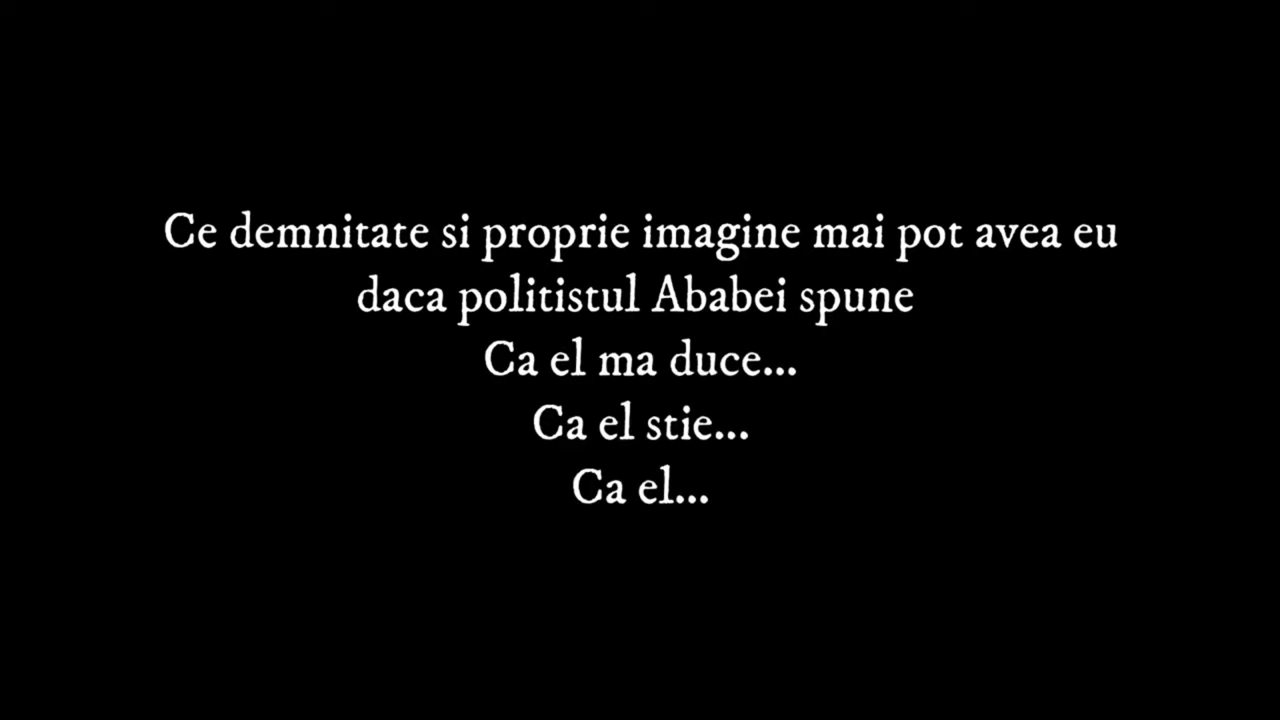 Ce demnitate si proprie imagine mai pot avea eu
daca politistul Ababei spune
Ca el ma duce...
Ca el stie...
Ca el...